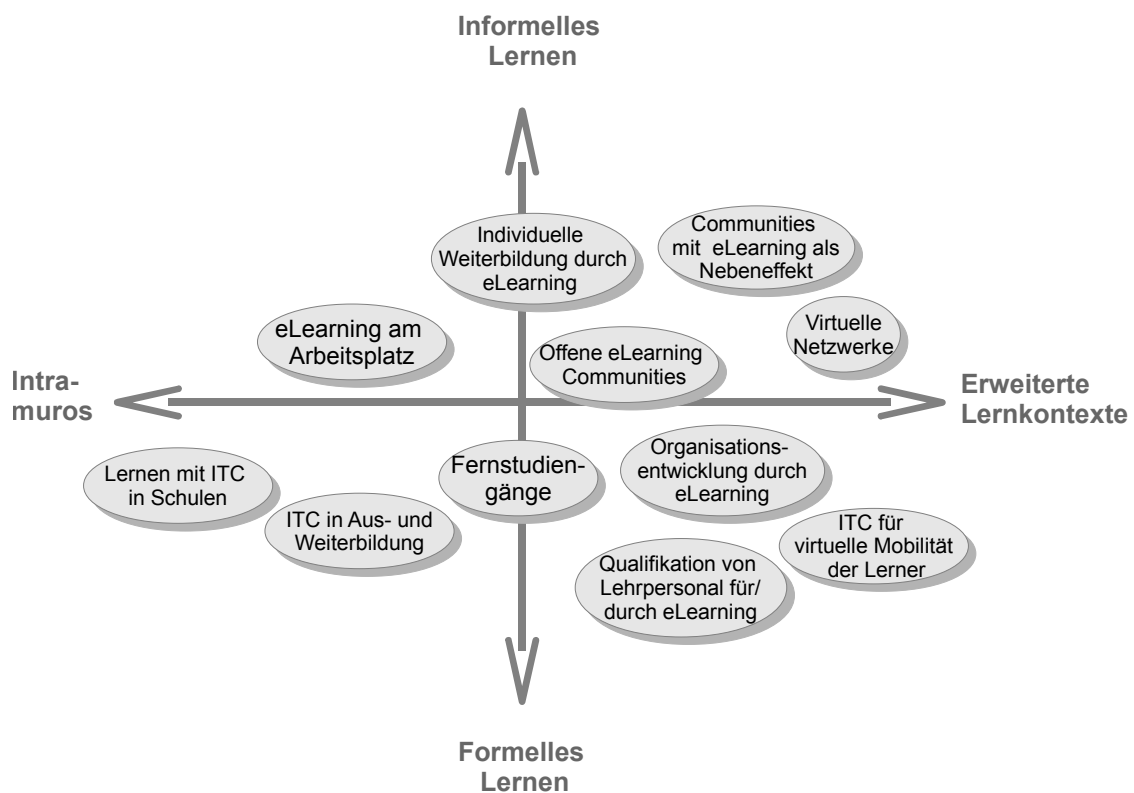 Informelles
Lernen
Individuelle
Weiterbildung durch
eLearning
Communities
mit eLearning als
Nebeneffekt
eLearning am
Arbeitsplatz
Offene eLearning
Communities
Virtuelle
Netzwerke
Intra-
muros
Erweiterte
Lernkontexte
Lernen mit ITC
in Schulen
ITC in Aus- und
Weiterbildung
Fernstudien-
gänge
Organisations-
entwicklung durch
eLearning
ITC für
virtuelle Mobilität
der Lerner
Qualifikation von
Lehrpersonal für/
durch eLearning
Formelles
Lernen